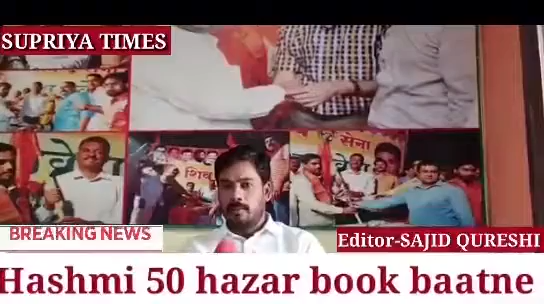 SUPRIYA TIMES
सेना
शिव
BREAKING NEWS
Editor-SAJID QURESHI
Hashmi 50 hazar book baatne